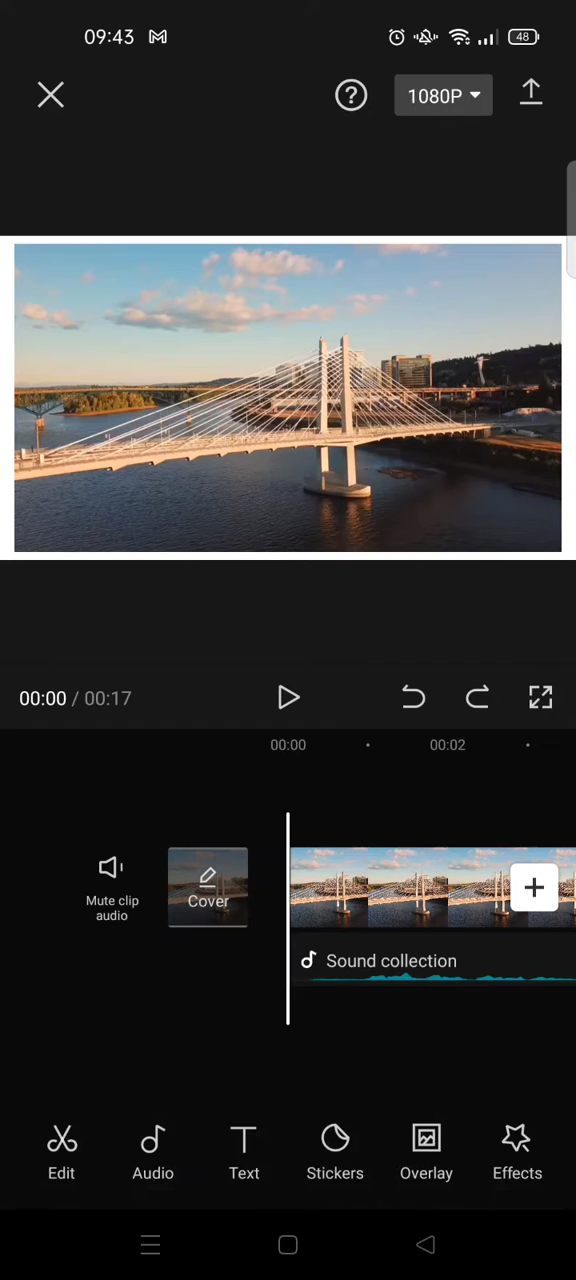 09:43
48
1080P
00:00 / 00:17
00:00
00:02
Mute clip
audio
Cover
Sound collection
Edit
Audio
Text
Stickers
Overlay
Effects